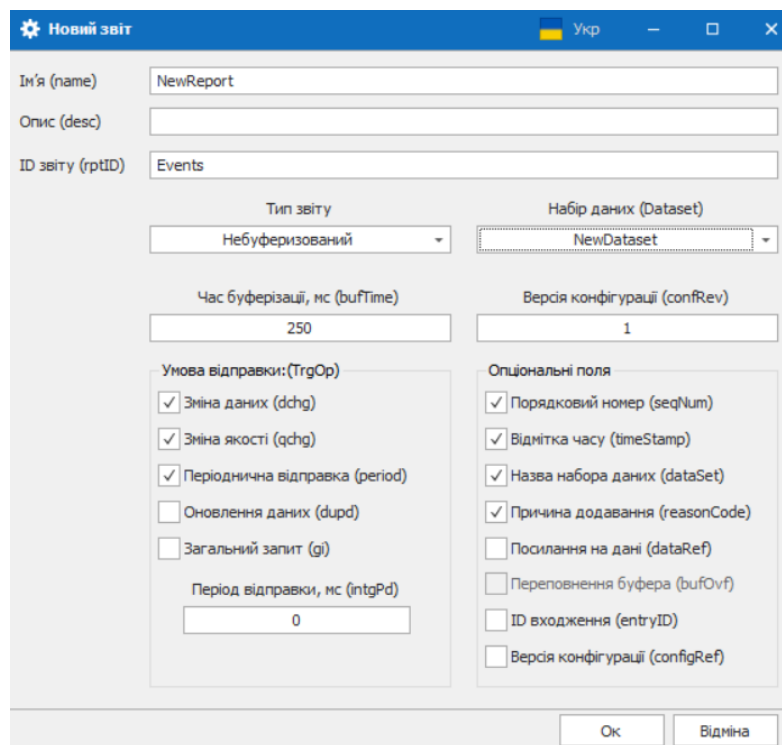 Новий звіт Укр
Ім'я (name) NewReport
Опис (desc)
ID звіту (rptID) Events
Тип звіту Набір даних (Dataset)
Небуферизований NewDataset
Час буферізації, мс (bufTime) Версія конфігурації (confRev)
250 1
Умова відправки:(TrgOp) Опціональні поля
Зміна даних (dchg) Порядковий номер (seqNum)
Зміна якості (qchg) Відмітка часу (timeStamp)
Періоднична відправка (period) Назва набора даних (dataSet)
Оновлення даних (dupd) Причина додавання (reasonCode)
Загальний запит (gi) Посилання на дані (dataRef)
Період відправки, мс (intgPd) Переповнення буфера (bufOvf)
0 ID входження (entryID)
Версія конфігурації (configRef)
Ок Відміна